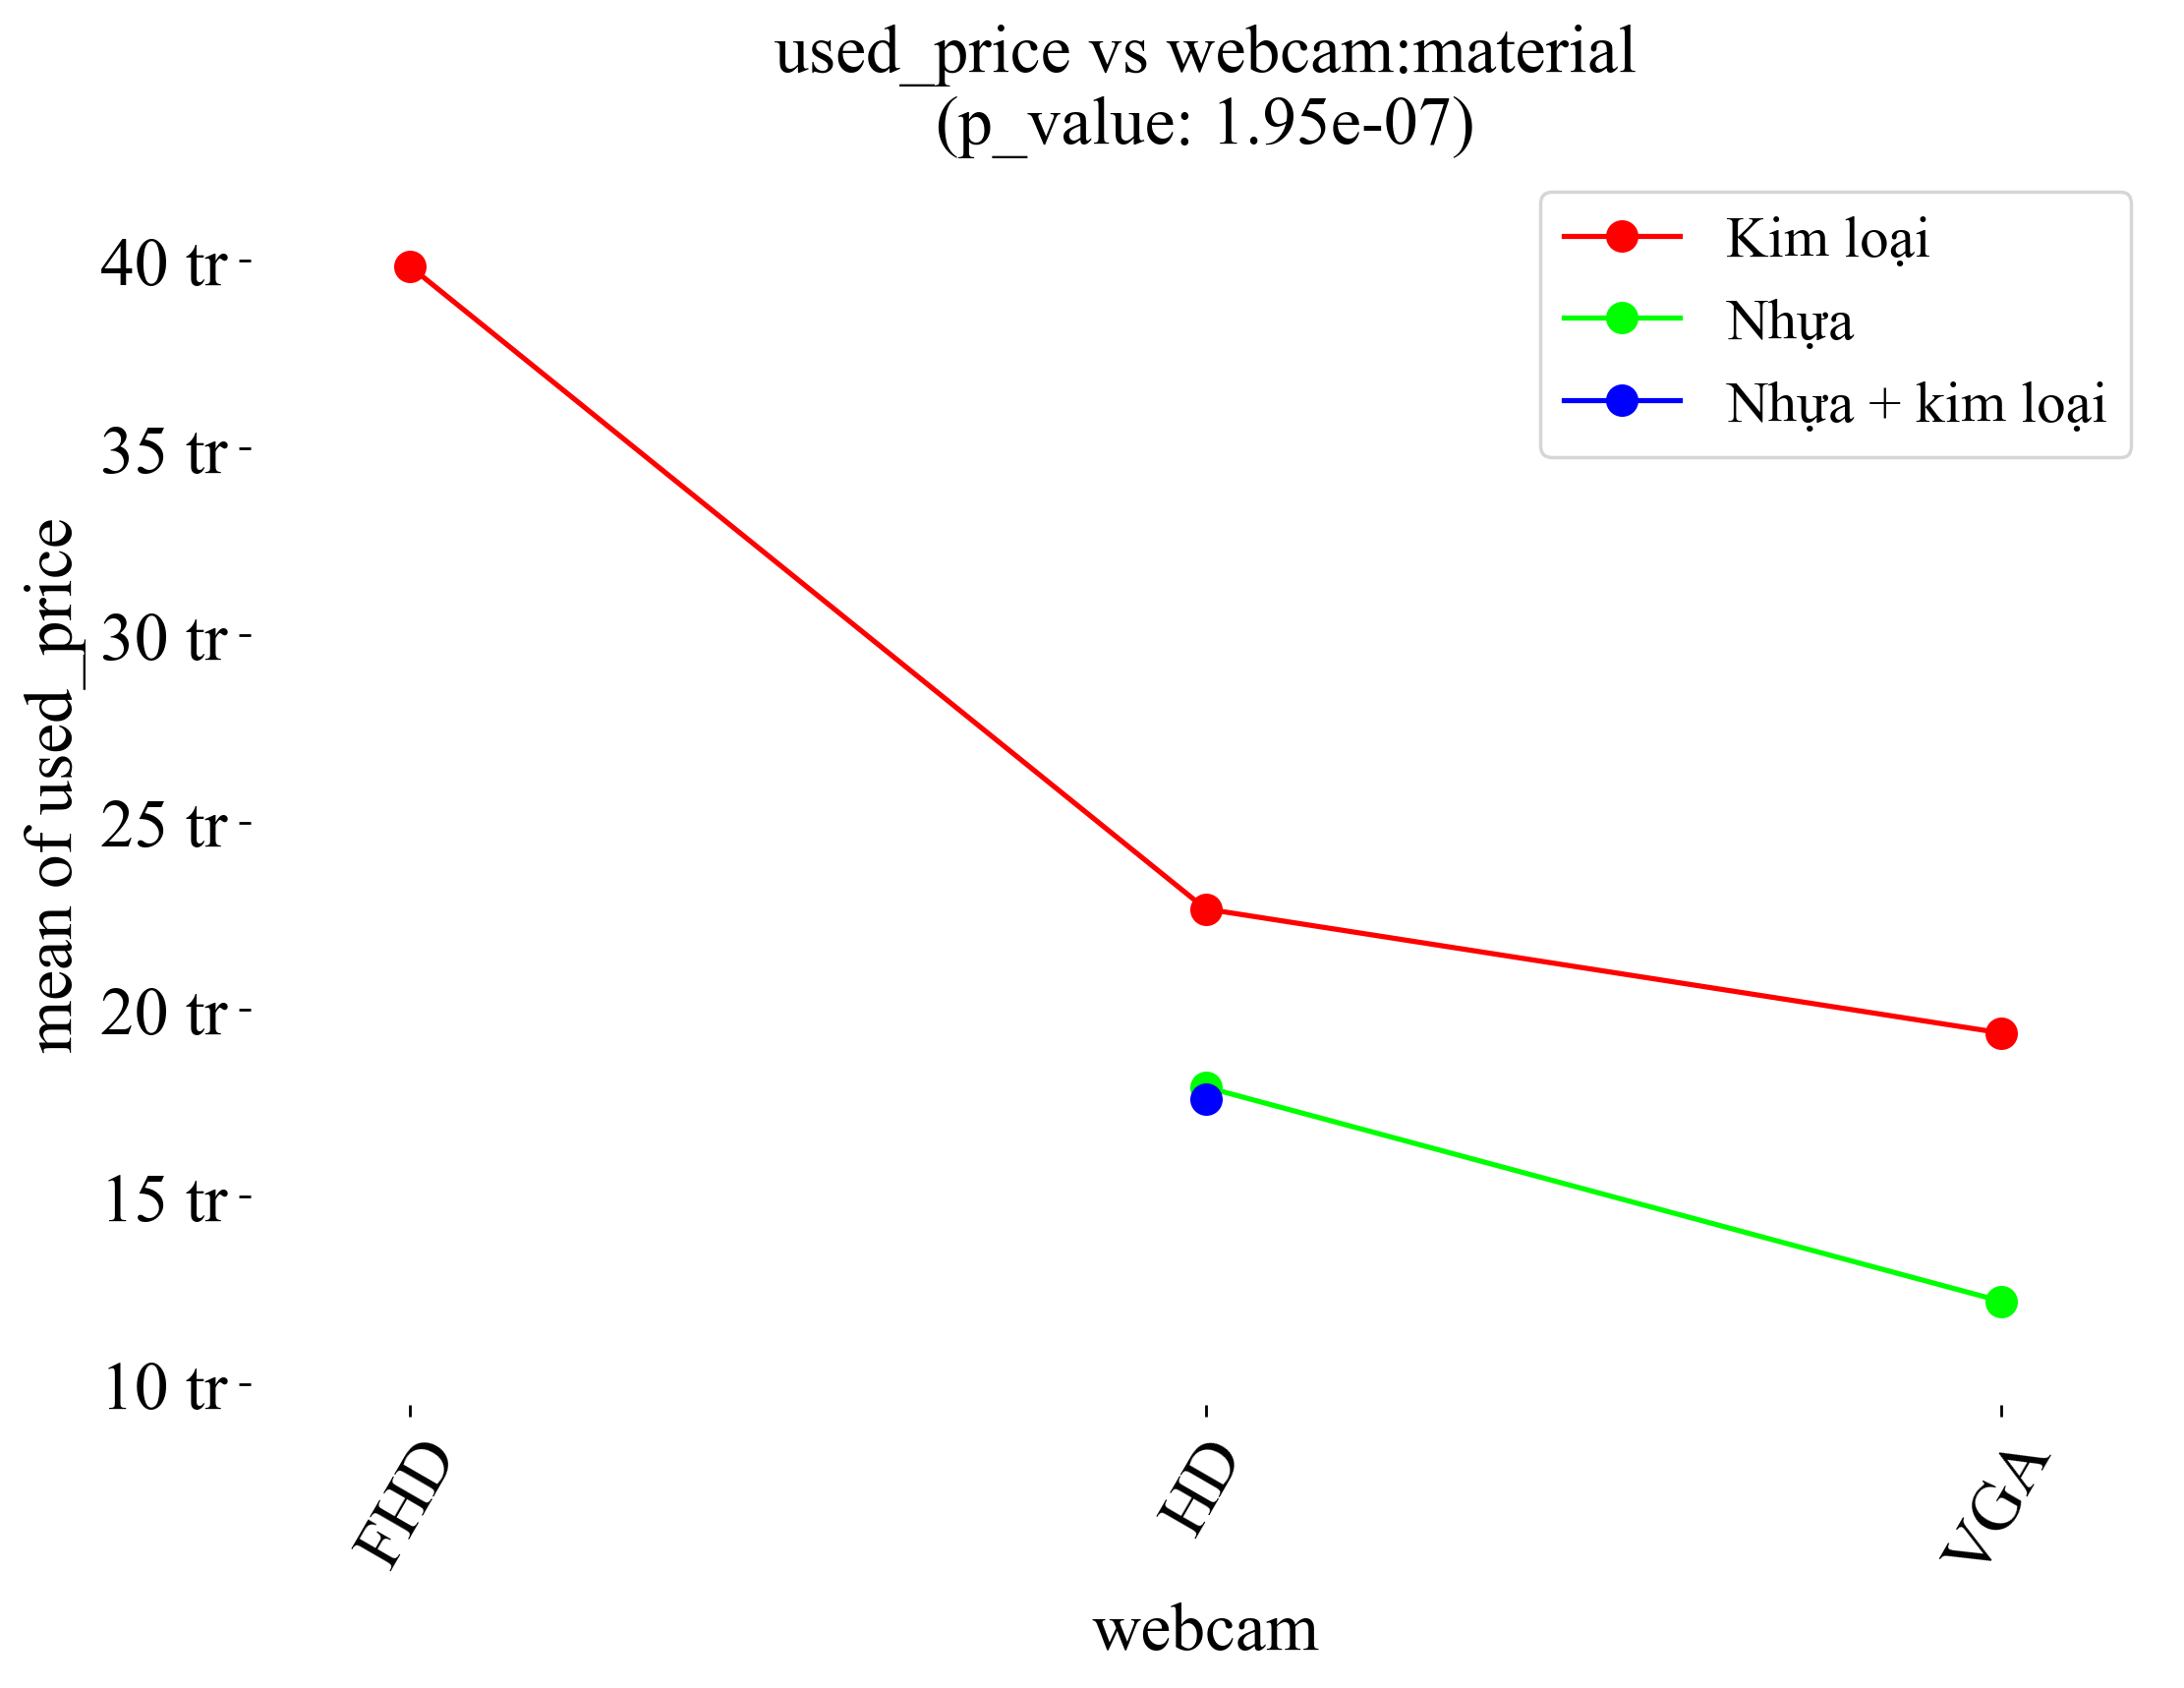 used_price vs webcam:material
(p_value: 1.95e-07)
Kim loại
Nhựa
Nhựa + kim loại
mean of used_price
40 tr
35 tr
30 tr
25 tr
20 tr
15 tr
10 tr
FHD
HD
VGA
webcam